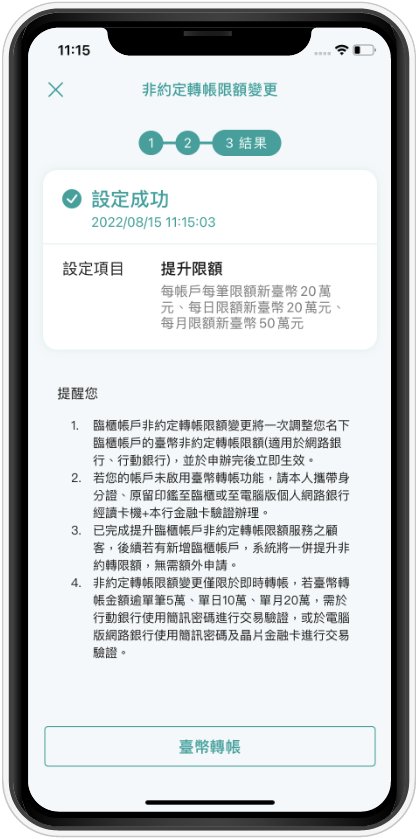 11:15
非約定轉帳限額變更
1
2
3 結果
設定成功
2022/08/15 11:15:03
設定項目
提升限額
每帳戶每筆限額新臺幣 20 萬
元、每日限額新臺幣 20 萬元、
每月限額新臺幣 50 萬元
提醒您
1. 臨櫃帳戶非約定轉帳限額變更將一次調整您名下
臨櫃帳戶的臺幣非約定轉帳限額(適用於網路銀
行、行動銀行)，並於申辦完後立即生效。
2. 若您的帳戶未啟用臺幣轉帳功能，請本人攜帶身
分證、原留印鑑至臨櫃或至電腦版個人網路銀行
經讀卡機+本行金融卡驗證辦理。
3. 已完成提升臨櫃帳戶非約定轉帳限額服務之顧
客，後續若有新增臨櫃帳戶，系統將一併提升非
約轉限額，無需額外申請。
4. 非約定轉帳限額變更僅限於即時轉帳，若臺幣轉
帳金額逾單筆5萬、單日10萬、單月20萬，需於
行動銀行使用簡訊密碼進行交易驗證，或於電腦
版網路銀行使用簡訊密碼及晶片金融卡進行交易
驗證。
臺幣轉帳